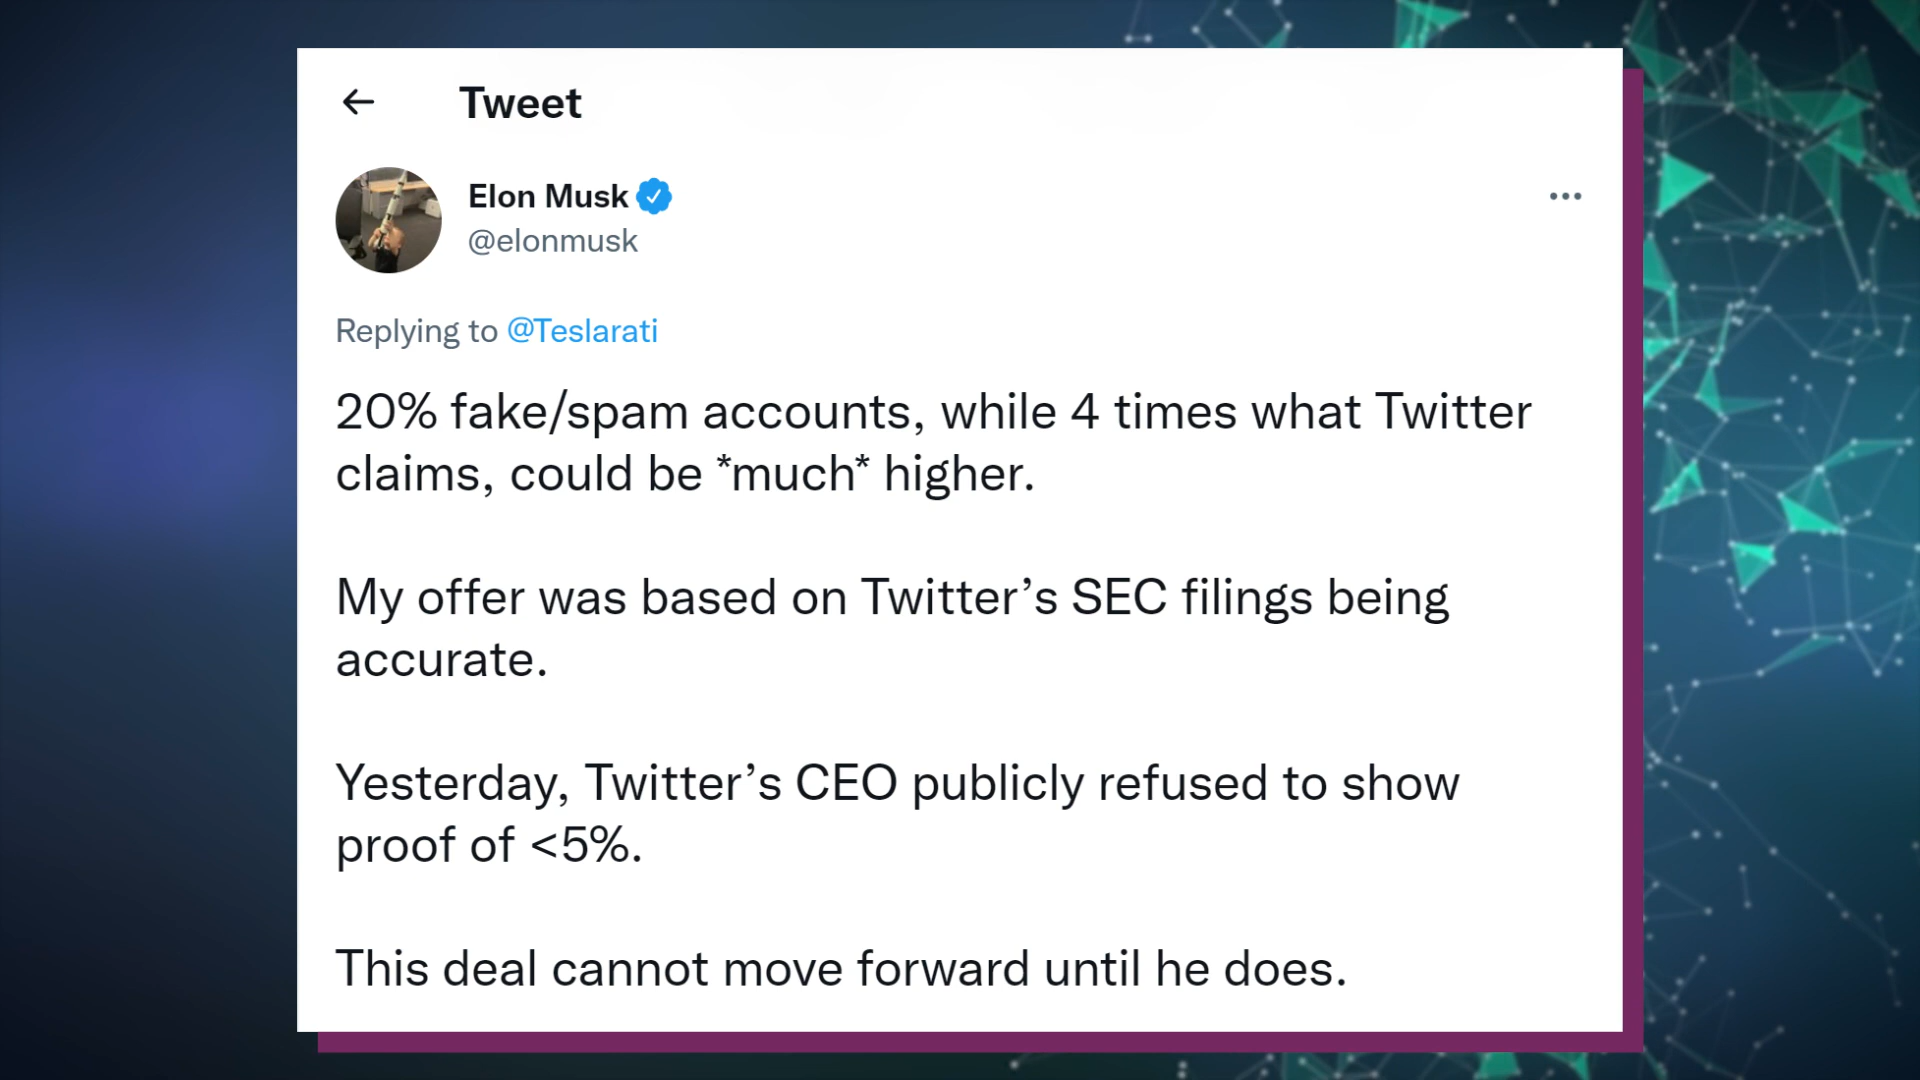 Tweet
Elon Musk
@elonmusk
Replying to @Teslarati
20% fake/spam accounts, while 4 times what Twitter
claims, could be *much* higher.
My offer was based on Twitter’s SEC filings being
accurate.
Yesterday, Twitter’s CEO publicly refused to show
proof of <5%.
This deal cannot move forward until he does.